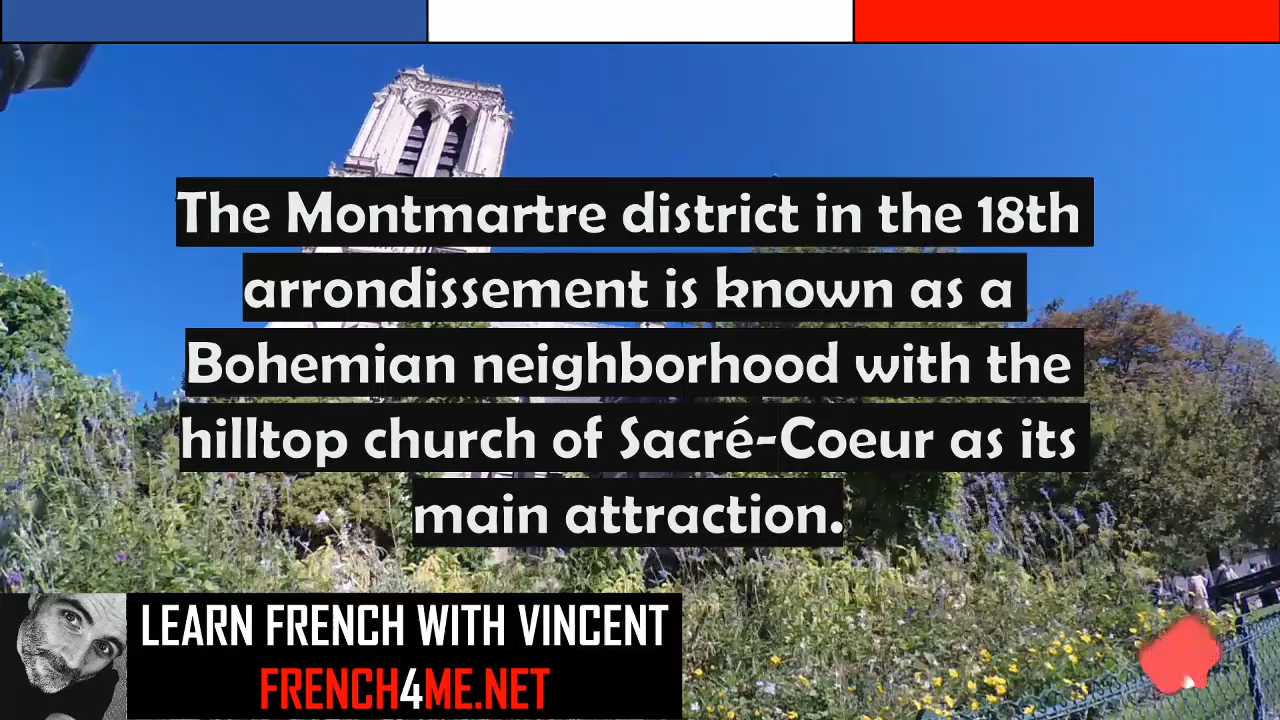 The Montmartre district in the 18th
arrondissement is known as a
Bohemian neighborhood with the
hilltop church of Sacré-Coeur as its
main attraction.
LEARN FRENCH WITH VINCENT
FRENCH4ME.NET